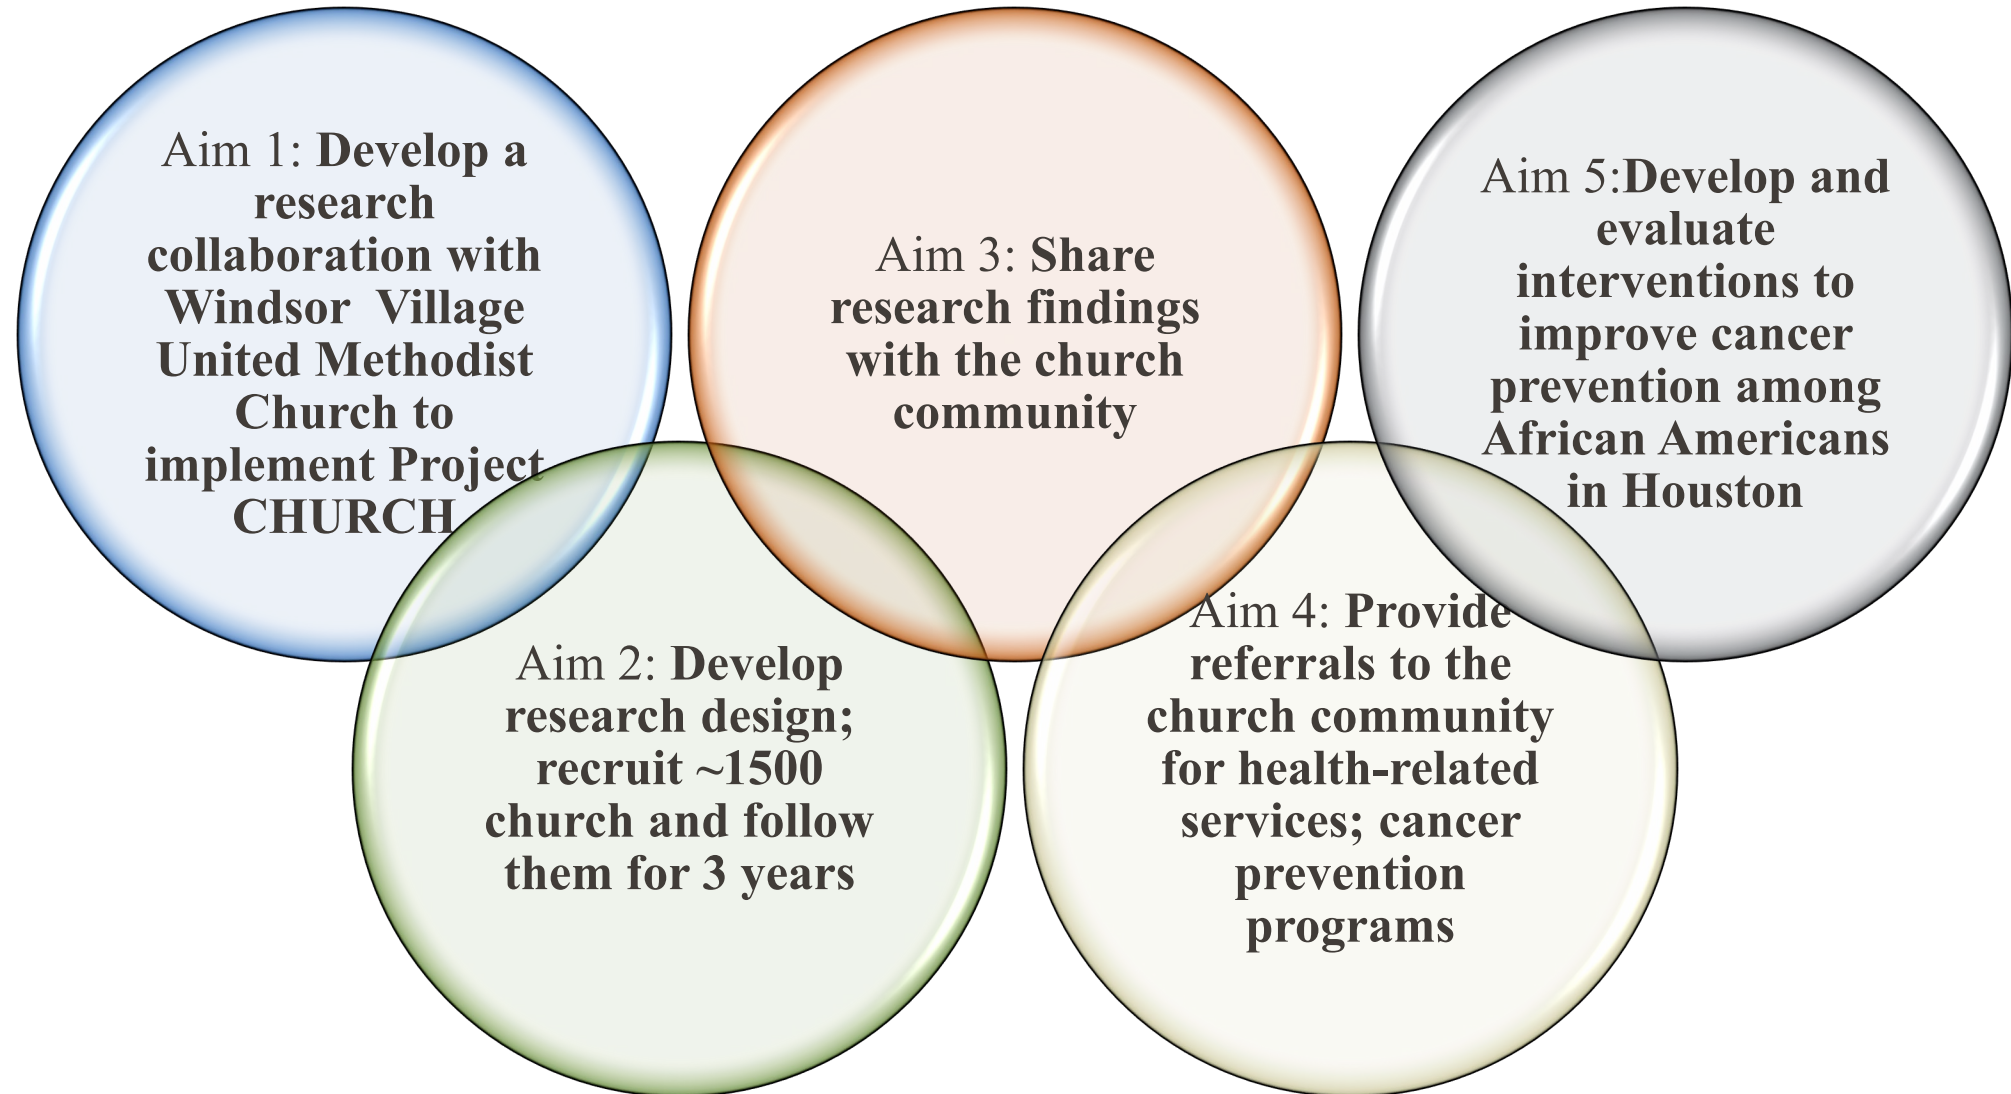 Aim 1: Develop a
research
collaboration with
Windsor  Village
United Methodist
Church to
implement Project
CHURCH
Aim 2: Develop
research design;
recruit ~1500
church and follow
them for 3 years
Aim 3: Share
research findings
with the church
community
Aim 4: Provide
referrals to the
church community
for health-related
services; cancer
prevention
programs
Aim 5:Develop and
evaluate
interventions to
improve cancer
prevention among
African Americans
in Houston